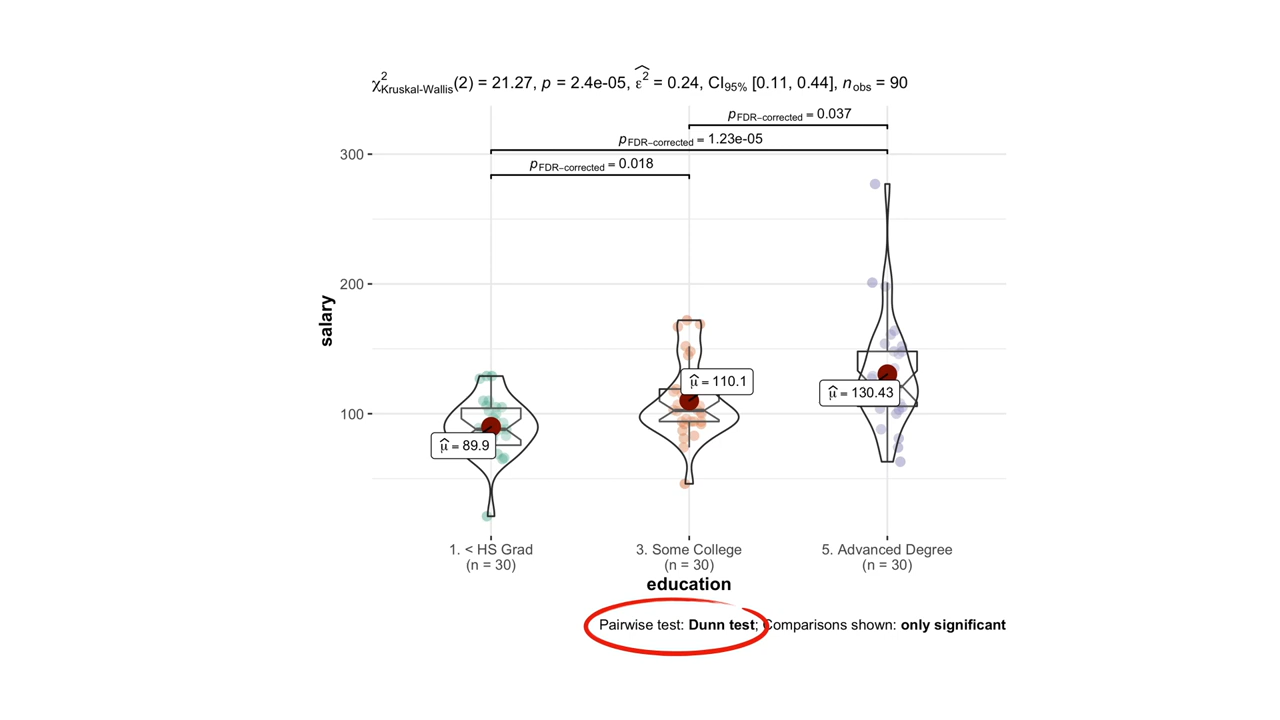 χ²Kruskal-Wallis(2) = 21.27, p = 2.4e-05, ε̂² = 0.24, CI95% [0.11, 0.44], nobs = 90
pFDR−corrected = 0.037
pFDR−corrected = 1.23e-05
pFDR−corrected = 0.018
300
200
100
salary
μ̂ = 89.9
μ̂ = 110.1
μ̂ = 130.43
1. < HS Grad
(n = 30)
3. Some College
(n = 30)
5. Advanced Degree
(n = 30)
education
Pairwise test: Dunn test; Comparisons shown: only significant